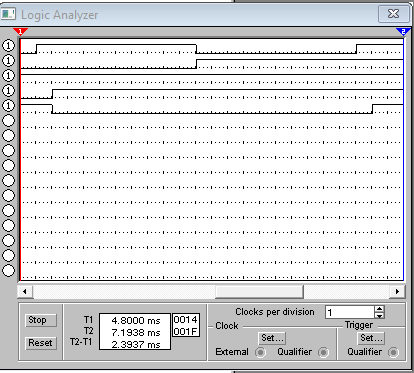 Logic Analyzer
1 2
1
1
1
1
1
Clocks per division 1
Stop T1 4.8000 ms 0014 Clock Trigger
T2 7.1938 ms 001F Set... Set...
Reset T2-T1 2.3937 ms External Qualifier Qualifier